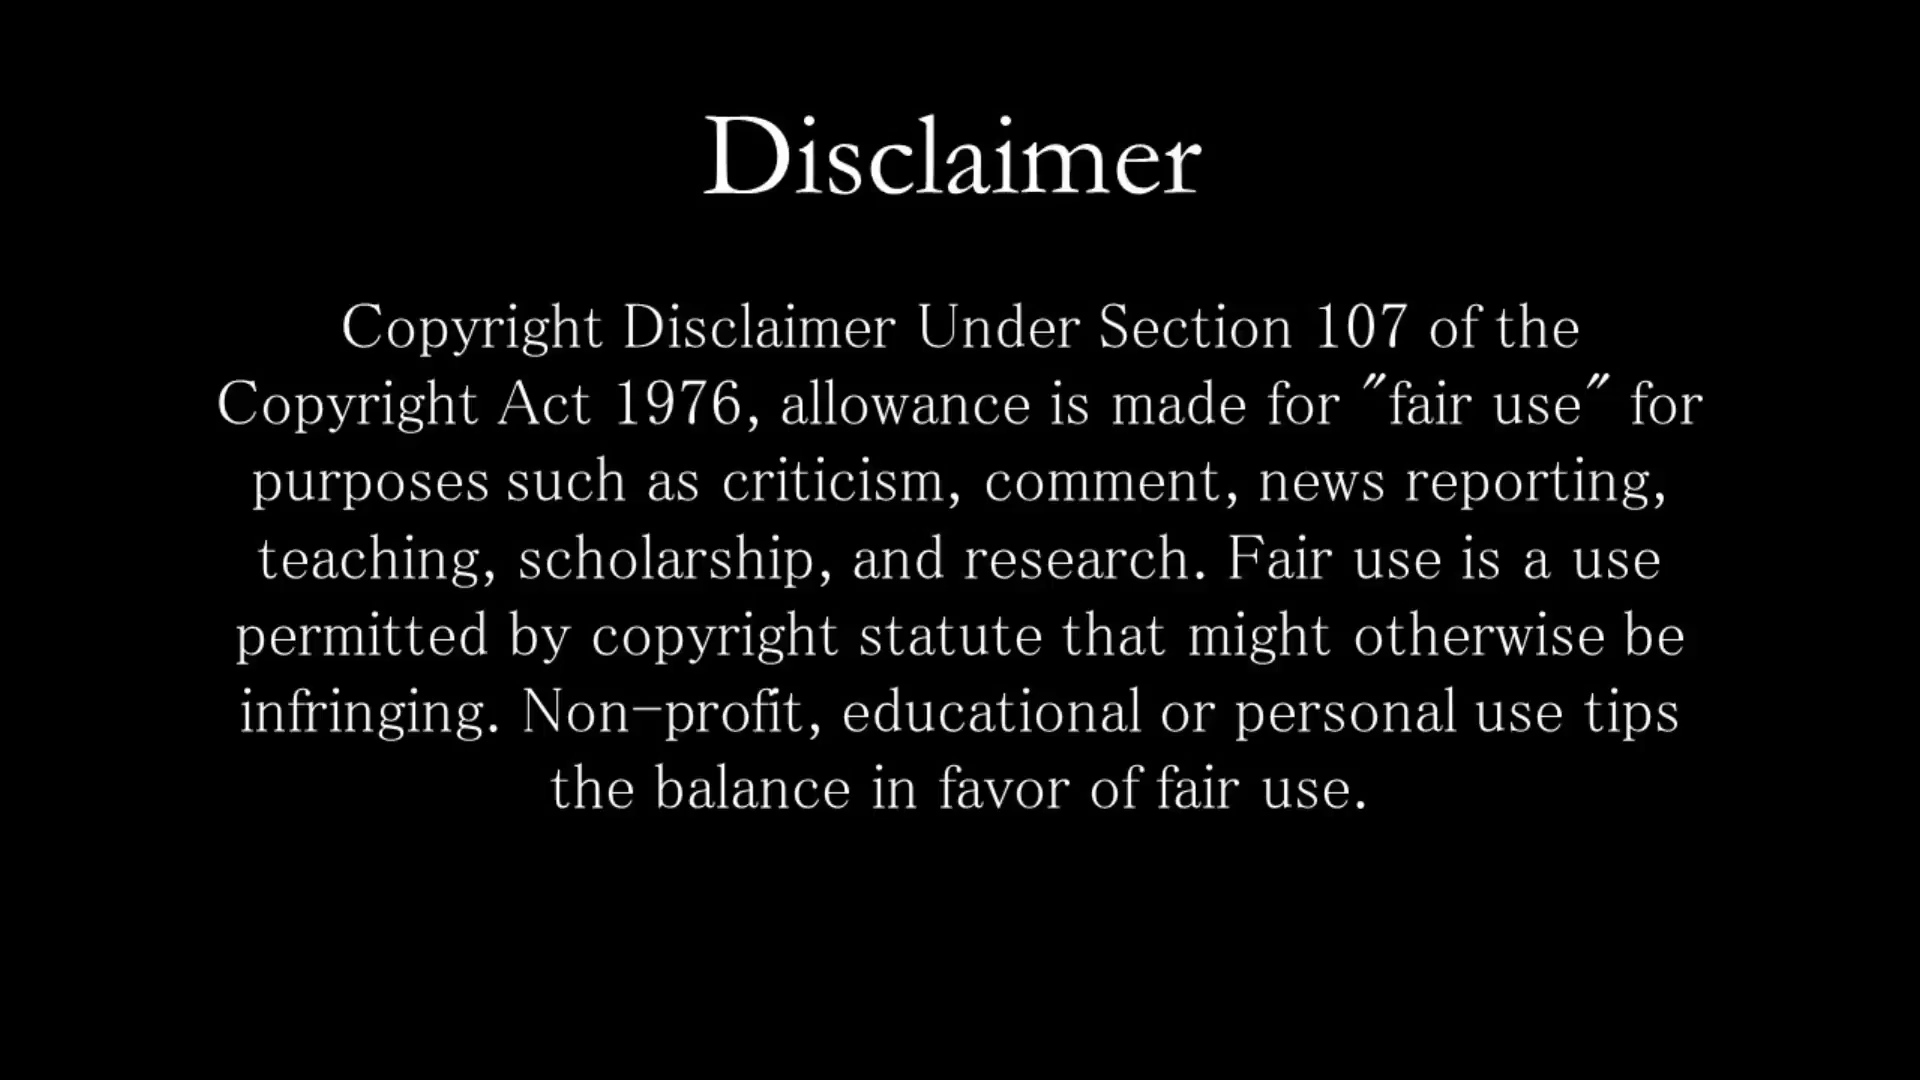 Disclaimer
Copyright Disclaimer Under Section 107 of the
Copyright Act 1976, allowance is made for "fair use" for
purposes such as criticism, comment, news reporting,
teaching, scholarship, and research. Fair use is a use
permitted by copyright statute that might otherwise be
infringing. Non-profit, educational or personal use tips
the balance in favor of fair use.